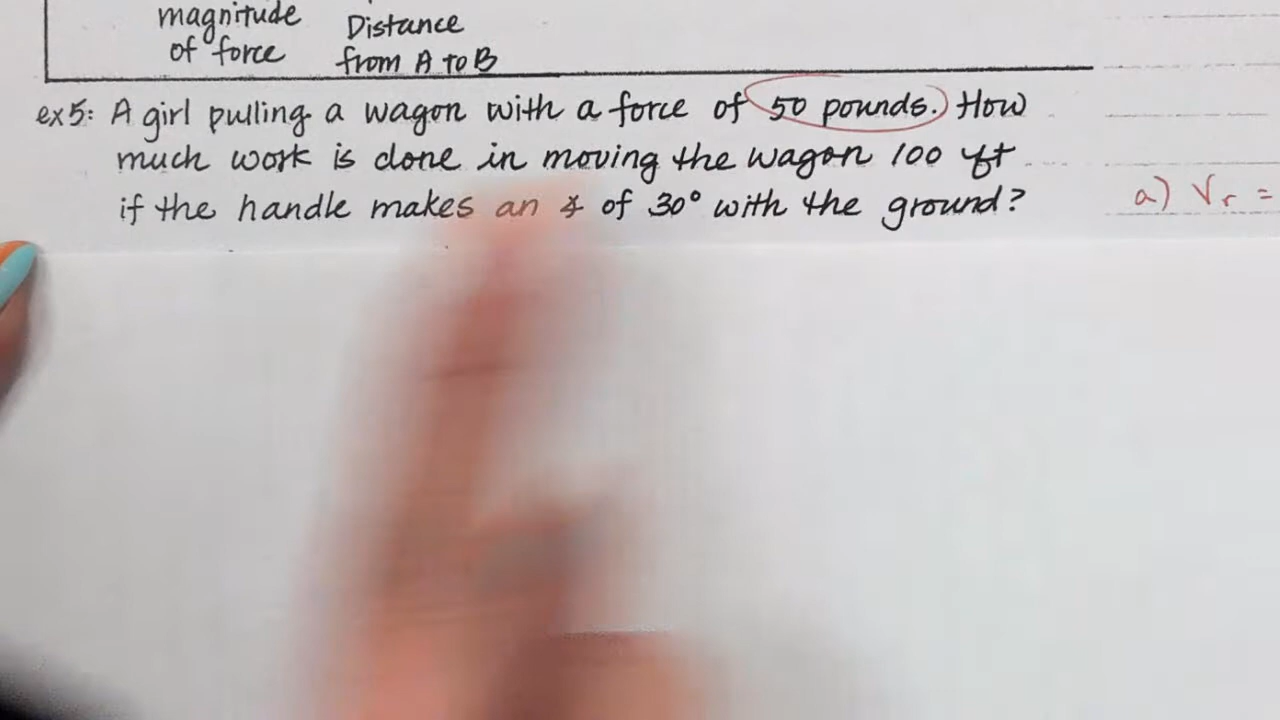 magnitude Distance
of force from A to B
ex5: A girl pulling a wagon with a force of 50 pounds. How
much work is done in moving the wagon 100 ft
if the handle makes an ∡ of 30° with the ground?
a) Vr =